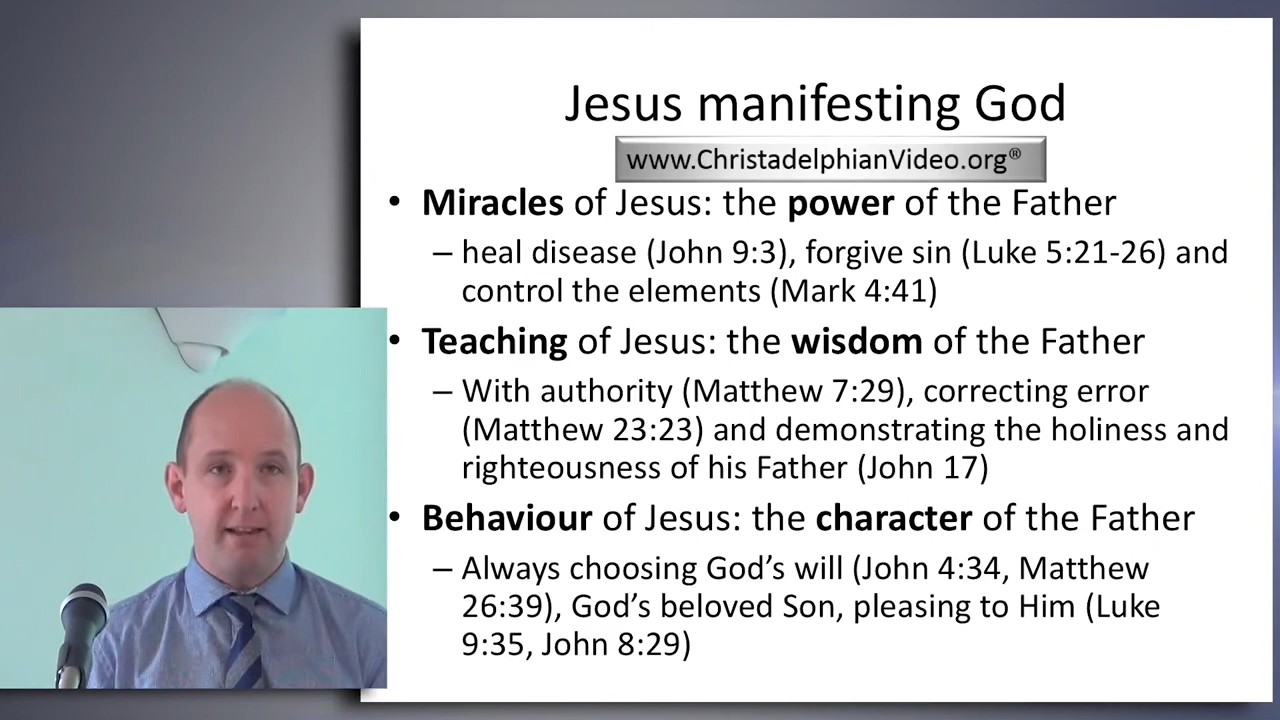 Jesus manifesting God
www.ChristadelphianVideo.org®
• Miracles of Jesus: the power of the Father
– heal disease (John 9:3), forgive sin (Luke 5:21-26) and
control the elements (Mark 4:41)
• Teaching of Jesus: the wisdom of the Father
– With authority (Matthew 7:29), correcting error
(Matthew 23:23) and demonstrating the holiness and
righteousness of his Father (John 17)
• Behaviour of Jesus: the character of the Father
– Always choosing God’s will (John 4:34, Matthew
26:39), God’s beloved Son, pleasing to Him (Luke
9:35, John 8:29)